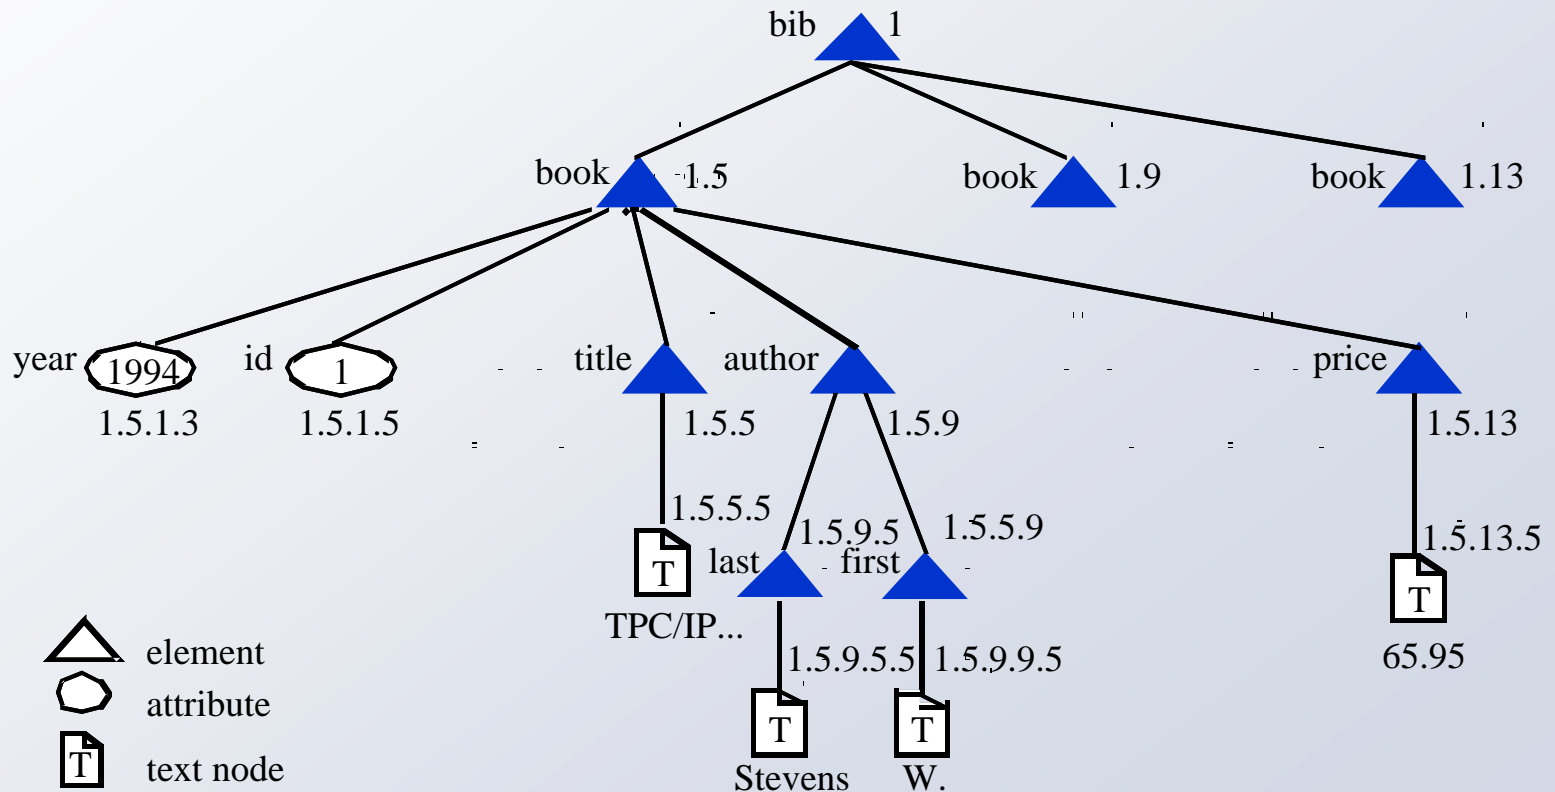 bib 1
book 1.5 book 1.9 book 1.13
year 1994 id 1 title author price
1.5.1.3 1.5.1.5 1.5.5 1.5.9 1.5.13
1.5.5.5 1.5.9.5 1.5.5.9 1.5.13.5
T last first T
TPC/IP... 65.95
element 1.5.9.5.5 1.5.9.9.5
attribute T T
T text node Stevens W.